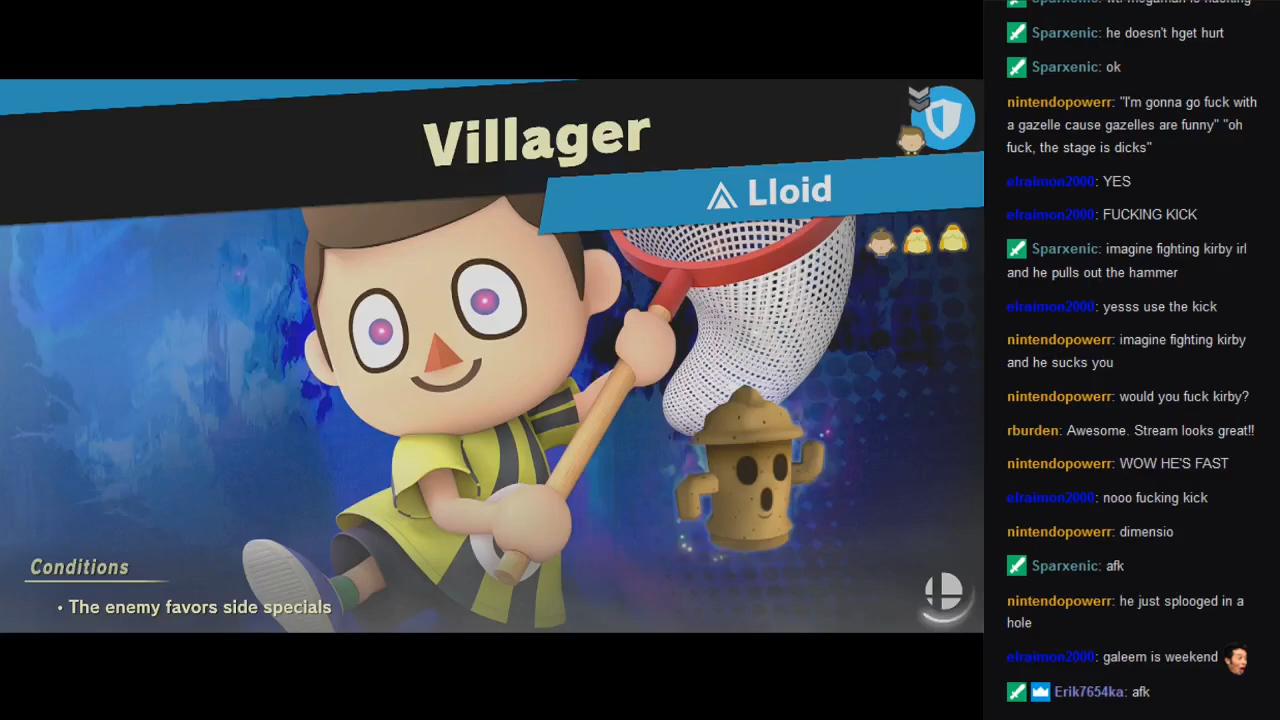 Villager
Lloid
Conditions
• The enemy favors side specials
Sparxenic: he doesn't hget hurt
Sparxenic: ok
nintendopowerr: "I'm gonna go fuck with
a gazelle cause gazelles are funny" "oh
fuck, the stage is dicks"
elraimon2000: YES
elraimon2000: FUCKING KICK
Sparxenic: imagine fighting kirby irl
and he pulls out the hammer
elraimon2000: yesss use the kick
nintendopowerr: imagine fighting kirby
and he sucks you
nintendopowerr: would you fuck kirby?
rburden: Awesome. Stream looks great!!
nintendopowerr: WOW HE'S FAST
elraimon2000: nooo fucking kick
nintendopowerr: dimensio
Sparxenic: afk
nintendopowerr: he just splooged in a
hole
elraimon2000: galeem is weekend
Erik7654ka: afk